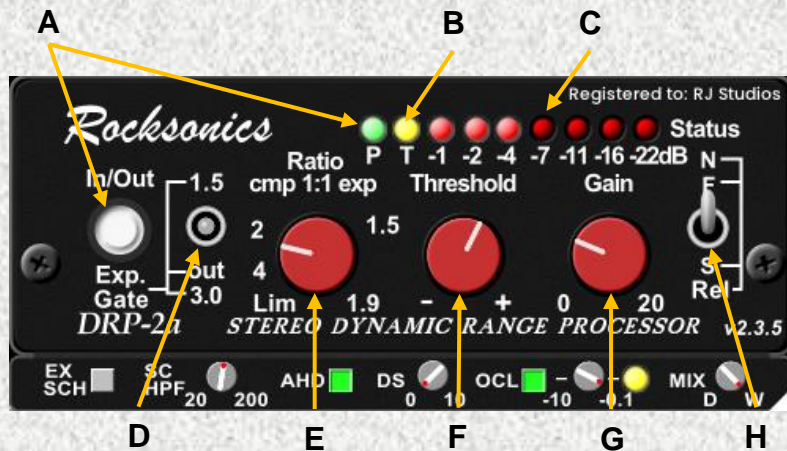 A B C
Registered to: RJ Studios
Rocksonics
P T -1 -2 -4 -7 -11 -16 -22dB Status
In/Out 1.5 Ratio N
cmp 1:1 exp Threshold Gain F
2 1.5
4
Exp. out S
Gate 3.0 Lim 1.9 - + 0 20 Rel
DRP-2a STEREO DYNAMIC RANGE PROCESSOR v2.3.5
EX SC AHD DS OCL - - MIX
SCH HPF 20 200 0 10 -10 -0.1 D W
D E F G H